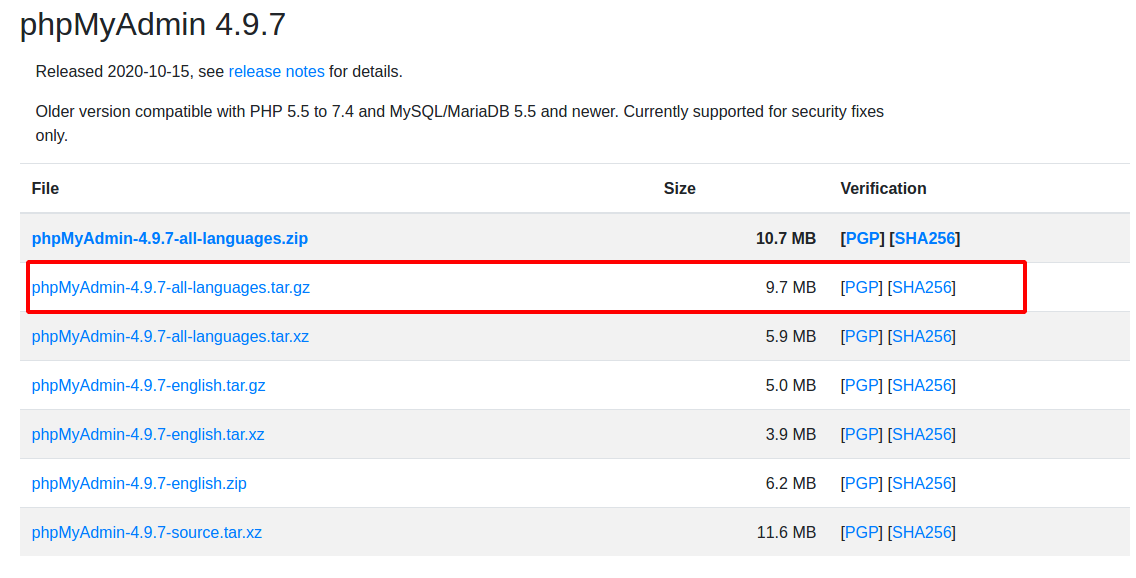 phpMyAdmin 4.9.7
Released 2020-10-15, see release notes for details.
Older version compatible with PHP 5.5 to 7.4 and MySQL/MariaDB 5.5 and newer. Currently supported for security fixes
only.
File Size Verification
phpMyAdmin-4.9.7-all-languages.zip 10.7 MB [PGP] [SHA256]
phpMyAdmin-4.9.7-all-languages.tar.gz 9.7 MB [PGP] [SHA256]
phpMyAdmin-4.9.7-all-languages.tar.xz 5.9 MB [PGP] [SHA256]
phpMyAdmin-4.9.7-english.tar.gz 5.0 MB [PGP] [SHA256]
phpMyAdmin-4.9.7-english.tar.xz 3.9 MB [PGP] [SHA256]
phpMyAdmin-4.9.7-english.zip 6.2 MB [PGP] [SHA256]
phpMyAdmin-4.9.7-source.tar.xz 11.6 MB [PGP] [SHA256]